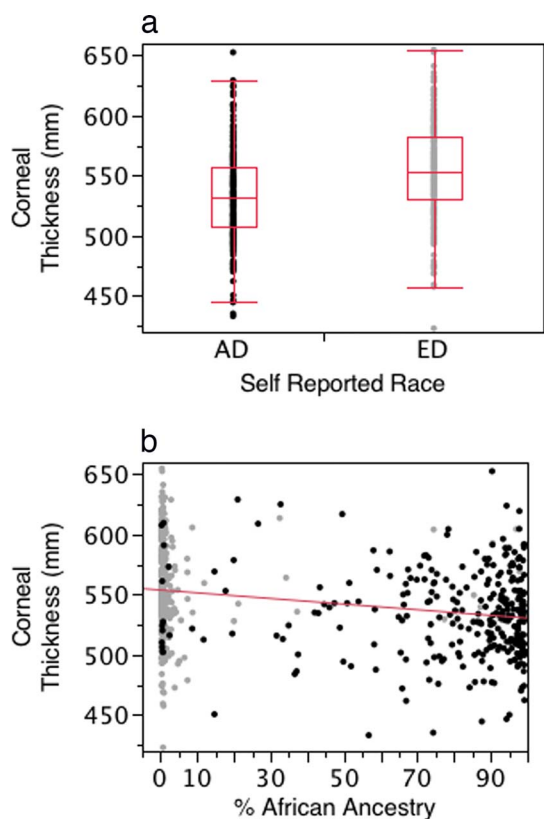 a
650
600
550
500
450
Corneal
Thickness (mm)
AD ED
Self Reported Race
b
650
600
550
500
450
Corneal
Thickness (mm)
0 10 30 50 70 90
% African Ancestry